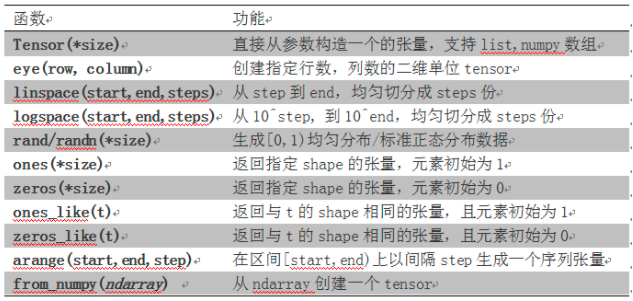 函数 功能
Tensor(*size) 直接从参数构造一个的张量，支持 list,numpy 数组
eye(row, column) 创建指定行数，列数的二维单位 tensor
linspace(start,end,steps) 从 step 到 end，均匀切分成 steps 份
logspace(start,end,steps) 从 10^step, 到 10^end，均匀切分成 steps 份
rand/randn(*size) 生成[0,1)均匀分布/标准正态分布数据
ones(*size) 返回指定 shape 的张量，元素初始为 1
zeros(*size) 返回指定 shape 的张量，元素初始为 0
ones_like(t) 返回与 t 的 shape 相同的张量，且元素初始为 1
zeros_like(t) 返回与 t 的 shape 相同的张量，且元素初始为 0
arange(start,end,step) 在区间[start,end)上以间隔 step 生成一个序列张量
from_numpy(ndarray) 从 ndarray 创建一个 tensor